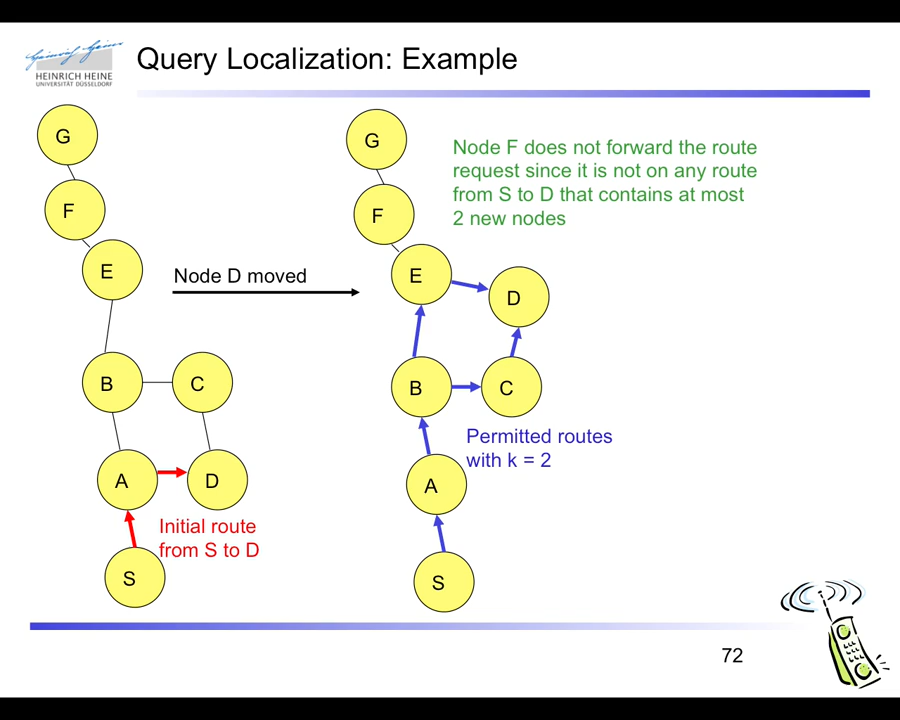 Query Localization: Example
Heinrich Heine
HEINRICH HEINE
UNIVERSITÄT DÜSSELDORF
G
F
E
B
C
A
D
S
Node D moved
Initial route
from S to D
G
F
E
D
B
C
A
S
Node F does not forward the route
request since it is not on any route
from S to D that contains at most
2 new nodes
Permitted routes
with k = 2
72